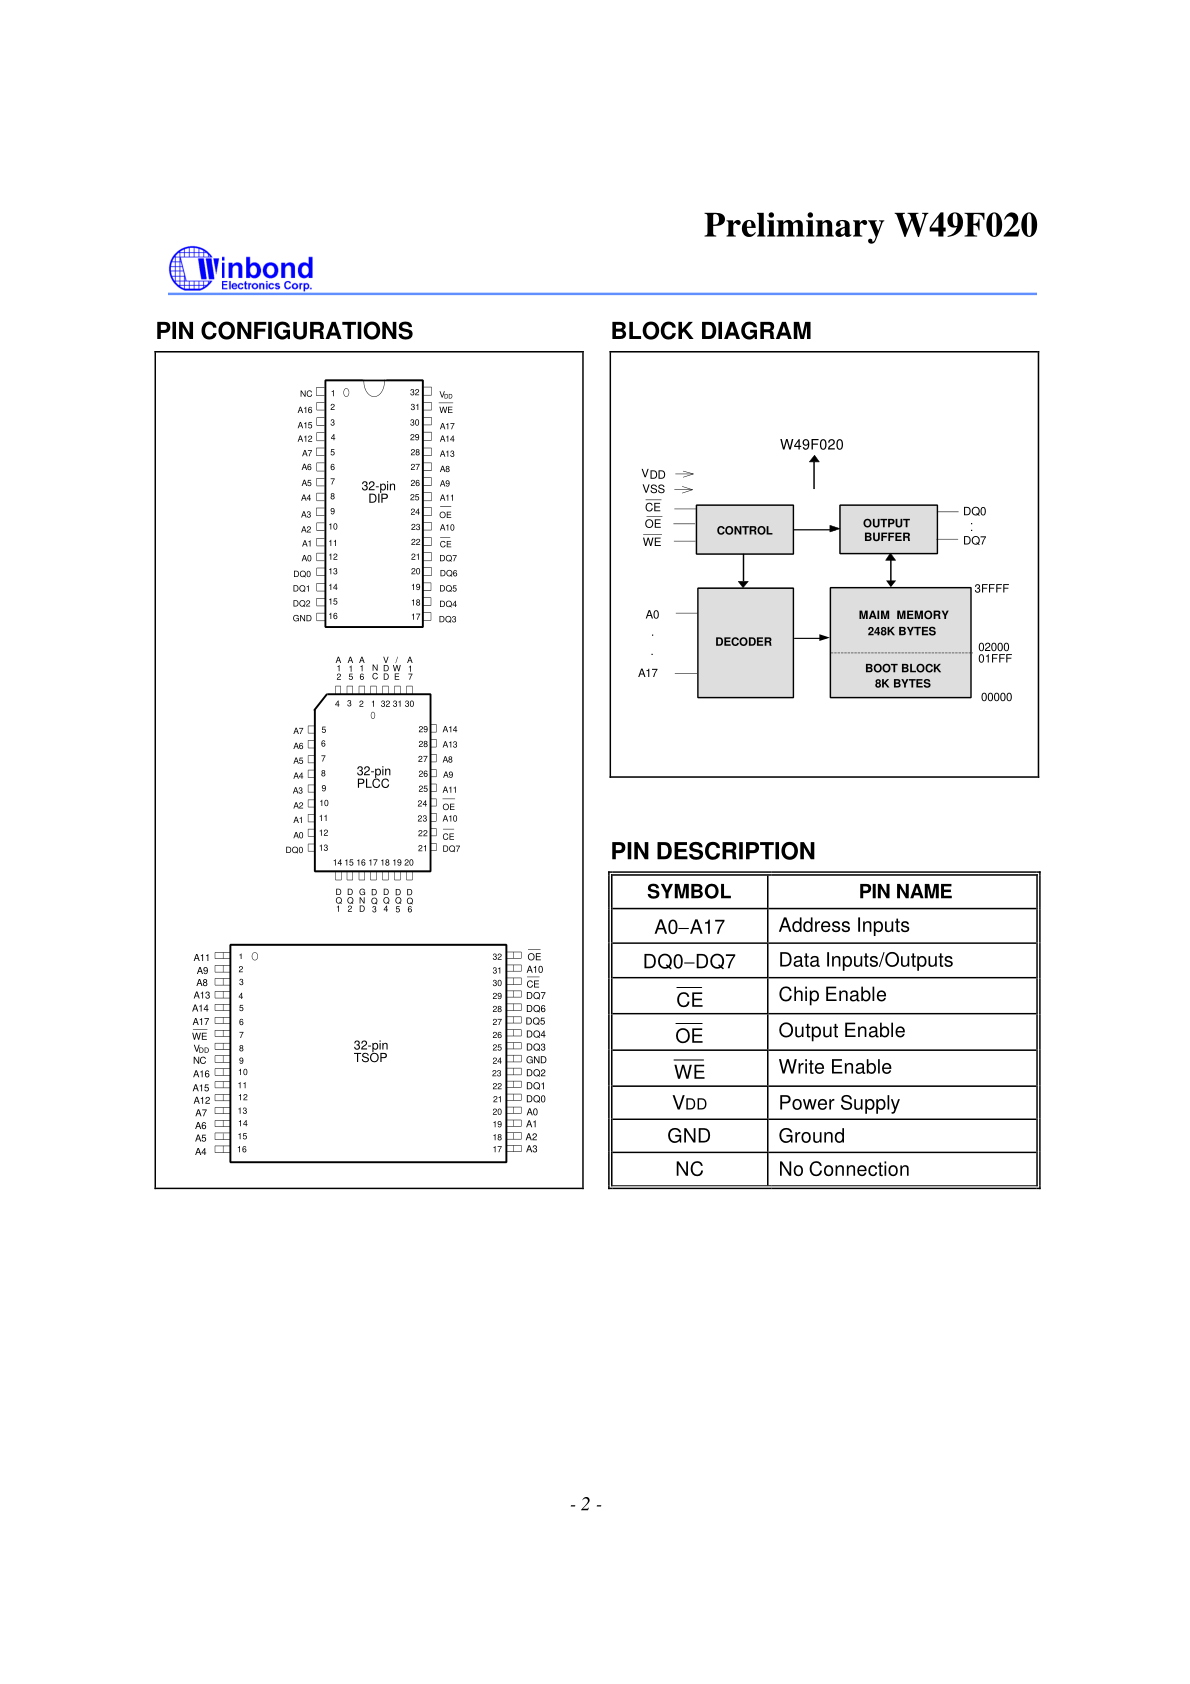 Preliminary W49F020
Winbond
Electronics Corp.
PIN CONFIGURATIONS
NC 1 32 VDD
A16 2 31 WE
A15 3 30 A17
A12 4 29 A14
A7 5 28 A13
A6 6 27 A8
A5 7 26 A9
A4 8 25 A11
A3 9 24 OE
A2 10 23 A10
A1 11 22 CE
A0 12 21 DQ7
DQ0 13 20 DQ6
DQ1 14 19 DQ5
DQ2 15 18 DQ4
GND 16 17 DQ3
32-pin
DIP
A12 A15 A16 NC VDD /WE A17
4 3 2 1 32 31 30
A7 5 29 A14
A6 6 28 A13
A5 7 27 A8
A4 8 26 A9
A3 9 25 A11
A2 10 24 OE
A1 11 23 A10
A0 12 22 CE
DQ0 13 21 DQ7
32-pin
PLCC
14 15 16 17 18 19 20
DQ1 DQ2 GND DQ3 DQ4 DQ5 DQ6
A11 1 32 OE
A9 2 31 A10
A8 3 30 CE
A13 4 29 DQ7
A14 5 28 DQ6
A17 6 27 DQ5
WE 7 26 DQ4
VDD 8 25 DQ3
NC 9 24 GND
A16 10 23 DQ2
A15 11 22 DQ1
A12 12 21 DQ0
A7 13 20 A0
A6 14 19 A1
A5 15 18 A2
A4 16 17 A3
32-pin
TSOP
BLOCK DIAGRAM
W49F020
VDD
VSS
CE
OE
WE
CONTROL
OUTPUT
BUFFER
DQ0
:
DQ7
A0
.
.
A17
DECODER
MAIM MEMORY
248K BYTES
BOOT BLOCK
8K BYTES
3FFFF
02000
01FFF
00000
PIN DESCRIPTION
SYMBOL PIN NAME
A0−A17 Address Inputs
DQ0−DQ7 Data Inputs/Outputs
CE Chip Enable
OE Output Enable
WE Write Enable
VDD Power Supply
GND Ground
NC No Connection
- 2 -